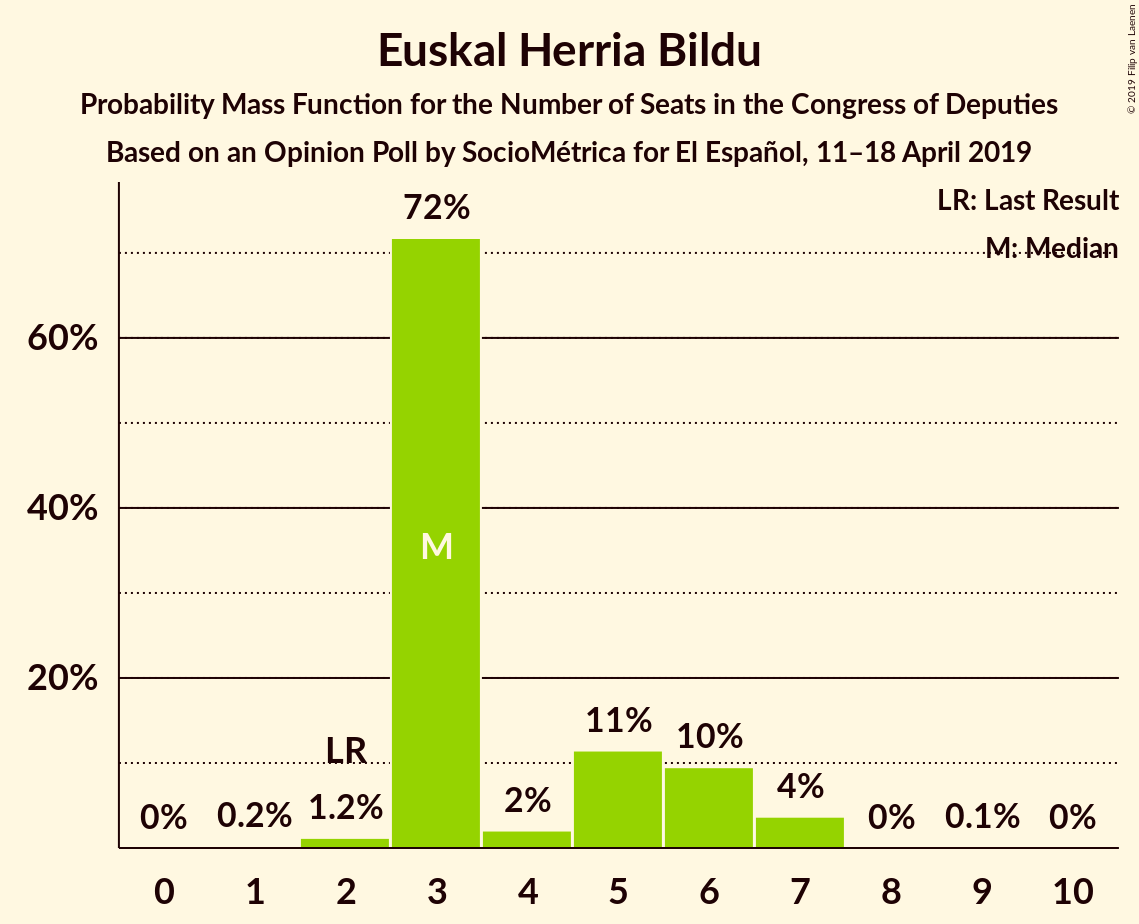 Euskal Herria Bildu
Probability Mass Function for the Number of Seats in the Congress of Deputies
Based on an Opinion Poll by SocioMétrica for El Español, 11–18 April 2019
© 2019 Filip van Laenen
LR: Last Result
M: Median
60%
40%
20%
0%
0.2%
LR
1.2%
72%
M
2%
11%
10%
4%
0%
0.1%
0%
0 1 2 3 4 5 6 7 8 9 10